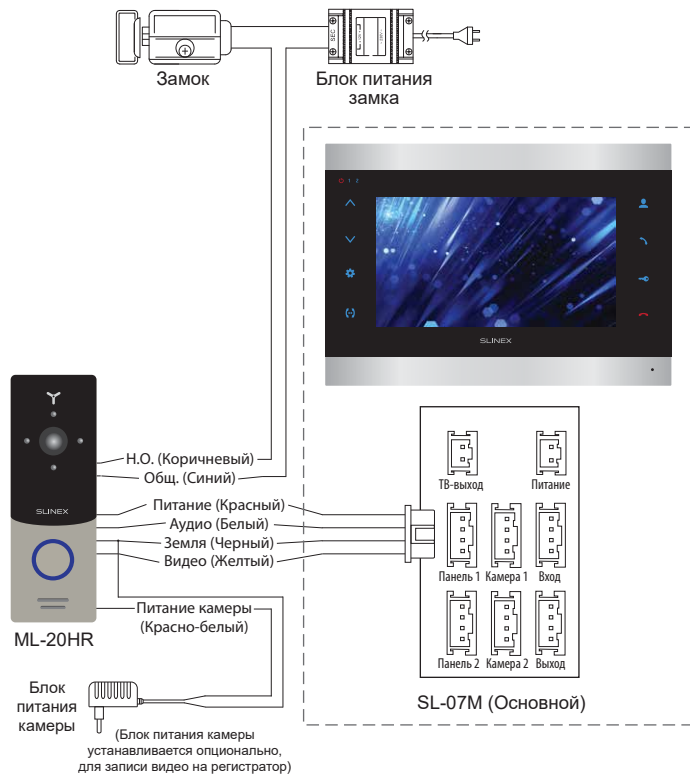 Замок
SEC
Блок питания
замка
SLINEX
Н.О. (Коричневый)
Общ. (Синий)
SLINEX
Питание (Красный)
Аудио (Белый)
Земля (Черный)
Видео (Желтый)
Питание камеры
(Красно-белый)
ML-20HR
ТВ-выход
Питание
Панель 1
Камера 1
Вход
Панель 2
Камера 2
Выход
SL-07M (Основной)
Блок
питания
камеры
(Блок питания камеры
устанавливается опционально,
для записи видео на регистратор)